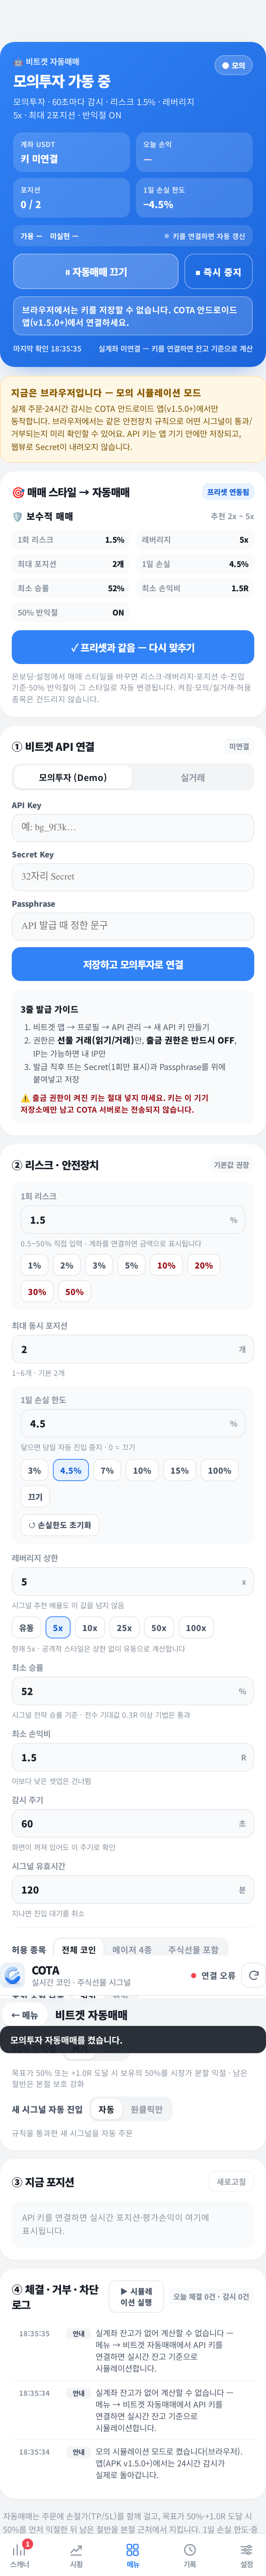 🤖 비트겟 자동매매
모의투자 가동 중
모의
모의투자 · 60초마다 감시 · 리스크 1.5% · 레버리지
5x · 최대 2포지션 · 반익절 ON
계좌 USDT
키 미연결
오늘 손익
—
포지션
0 / 2
1일 손실 한도
−4.5%
가용 — 미실현 —
키를 연결하면 자동 갱신
⏸ 자동매매 끄기
■ 즉시 중지
브라우저에서는 키를 저장할 수 없습니다. COTA 안드로이드
앱(v1.5.0+)에서 연결하세요.
마지막 확인 18:35:35
실계좌 미연결 — 키를 연결하면 잔고 기준으로 계산
지금은 브라우저입니다 — 모의 시뮬레이션 모드
실제 주문·24시간 감시는 COTA 안드로이드 앱(v1.5.0+)에서만
동작합니다. 브라우저에서는 같은 안전장치 규칙으로 어떤 시그널이 통과/
거부되는지 미리 확인할 수 있어요. API 키는 앱 기기 안에만 저장되고,
웹뷰로 Secret이 내려오지 않습니다.
🎯 매매 스타일 → 자동매매
프리셋 연동됨
🛡️ 보수적 매매
추천 2x ~ 5x
1회 리스크 1.5%
레버리지 5x
최대 포지션 2개
1일 손실 4.5%
최소 승률 52%
최소 손익비 1.5R
50% 반익절 ON
✓ 프리셋과 같음 — 다시 맞추기
온보딩·설정에서 매매 스타일을 바꾸면 리스크·레버리지·포지션 수·진입
기준·50% 반익절이 그 스타일로 자동 변경됩니다. 켜짐·모의/실거래·허용
종목은 건드리지 않습니다.
① 비트겟 API 연결
미연결
모의투자 (Demo)
실거래
API Key
예: bg_9f3k…
Secret Key
32자리 Secret
Passphrase
API 발급 때 정한 문구
저장하고 모의투자로 연결
3줄 발급 가이드
1. 비트겟 앱 → 프로필 → API 관리 → 새 API 키 만들기
2. 권한은 선물 거래(읽기/거래)만, 출금 권한은 반드시 OFF,
IP는 가능하면 내 IP만
3. 발급 직후 뜨는 Secret(1회만 표시)과 Passphrase를 위에
붙여넣고 저장
⚠️ 출금 권한이 켜진 키는 절대 넣지 마세요. 키는 이 기기
저장소에만 남고 COTA 서버로는 전송되지 않습니다.
② 리스크 · 안전장치
기본값 권장
1회 리스크
1.5 %
0.5~50% 직접 입력 · 계좌를 연결하면 금액으로 표시됩니다
1% 2% 3% 5% 10% 20%
30% 50%
최대 동시 포지션
2 개
1~6개 · 기본 2개
1일 손실 한도
4.5 %
닿으면 당일 자동 진입 중지 · 0 = 끄기
3% 4.5% 7% 10% 15% 100%
끄기
↺ 손실한도 초기화
레버리지 상한
5 x
시그널 추천 배율도 이 값을 넘지 않음
유동 5x 10x 25x 50x 100x
현재 5x · 공격적 스타일은 상한 없이 유동으로 계산합니다
최소 승률
52 %
시그널 전략 승률 기준 · 전수 기대값 0.3R 이상 기법은 통과
최소 손익비
1.5 R
이보다 낮은 셋업은 건너뜀
감시 주기
60 초
화면이 꺼져 있어도 이 주기로 확인
시그널 유효시간
120 분
지나면 진입 대기를 취소
허용 종목 전체 코인 메이저 4종 주식선물 포함
COTA
실시간 코인 · 주식선물 시그널
연결 오류
← 메뉴
비트겟 자동매매
모의투자 자동매매를 켰습니다.
목표가 50% 또는 +1.0R 도달 시 보유의 50%를 시장가 분할 익절 · 남은
절반은 본절 보호 강화
새 시그널 자동 진입 자동 원클릭만
규칙을 통과한 새 시그널을 자동 주문
③ 지금 포지션
새로고침
API 키를 연결하면 실포지션·평가손익이 여기에
표시됩니다.
④ 체결 · 거부 · 차단
로그
▶ 시뮬레
이션 실행
오늘 체결 0건 · 감시 0건
18:35:35 안내 실계좌 잔고가 없어 계산할 수 없습니다 —
메뉴 → 비트겟 자동매매에서 API 키를
연결하면 실시간 잔고 기준으로
시뮬레이션합니다.
18:35:34 안내 실계좌 잔고가 없어 계산할 수 없습니다 —
메뉴 → 비트겟 자동매매에서 API 키를
연결하면 실시간 잔고 기준으로
시뮬레이션합니다.
18:35:34 안내 모의 시뮬레이션 모드로 켰습니다(브라우저).
앱(APK v1.5.0+)에서는 24시간 감시가
실제로 돌아갑니다.
자동매매는 주문에 손절가(TP/SL)를 함께 걸고, 목표가 50%·+1.0R 도달 시
50%를 먼저 익절한 뒤 남은 절반을 본절 근처에서 지킵니다. 1일 손실 한도·중
1
스캐너 시황 메뉴 기록 설정